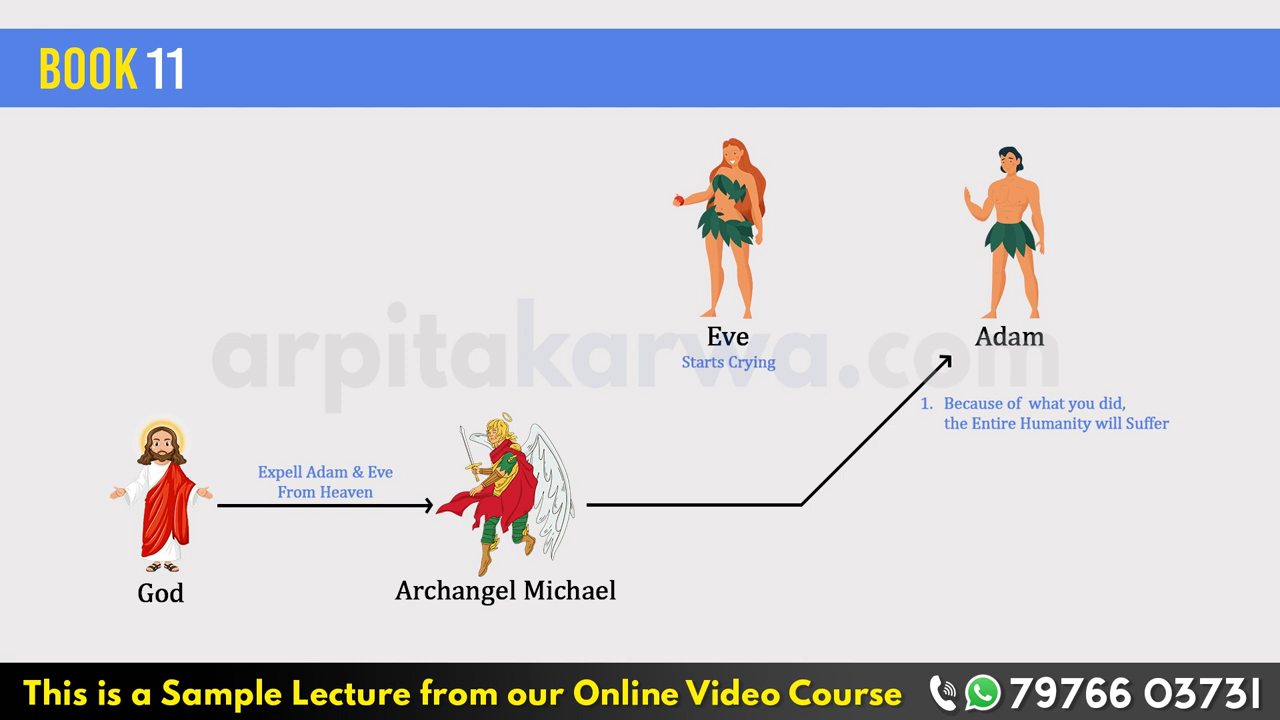 BOOK 11
Eve
Starts Crying
Adam
1. Because of what you did,
the Entire Humanity will Suffer
Expell Adam & Eve
From Heaven
God
Archangel Michael
arpitakarwa.com
This is a Sample Lecture from our Online Video Course 79766 03731